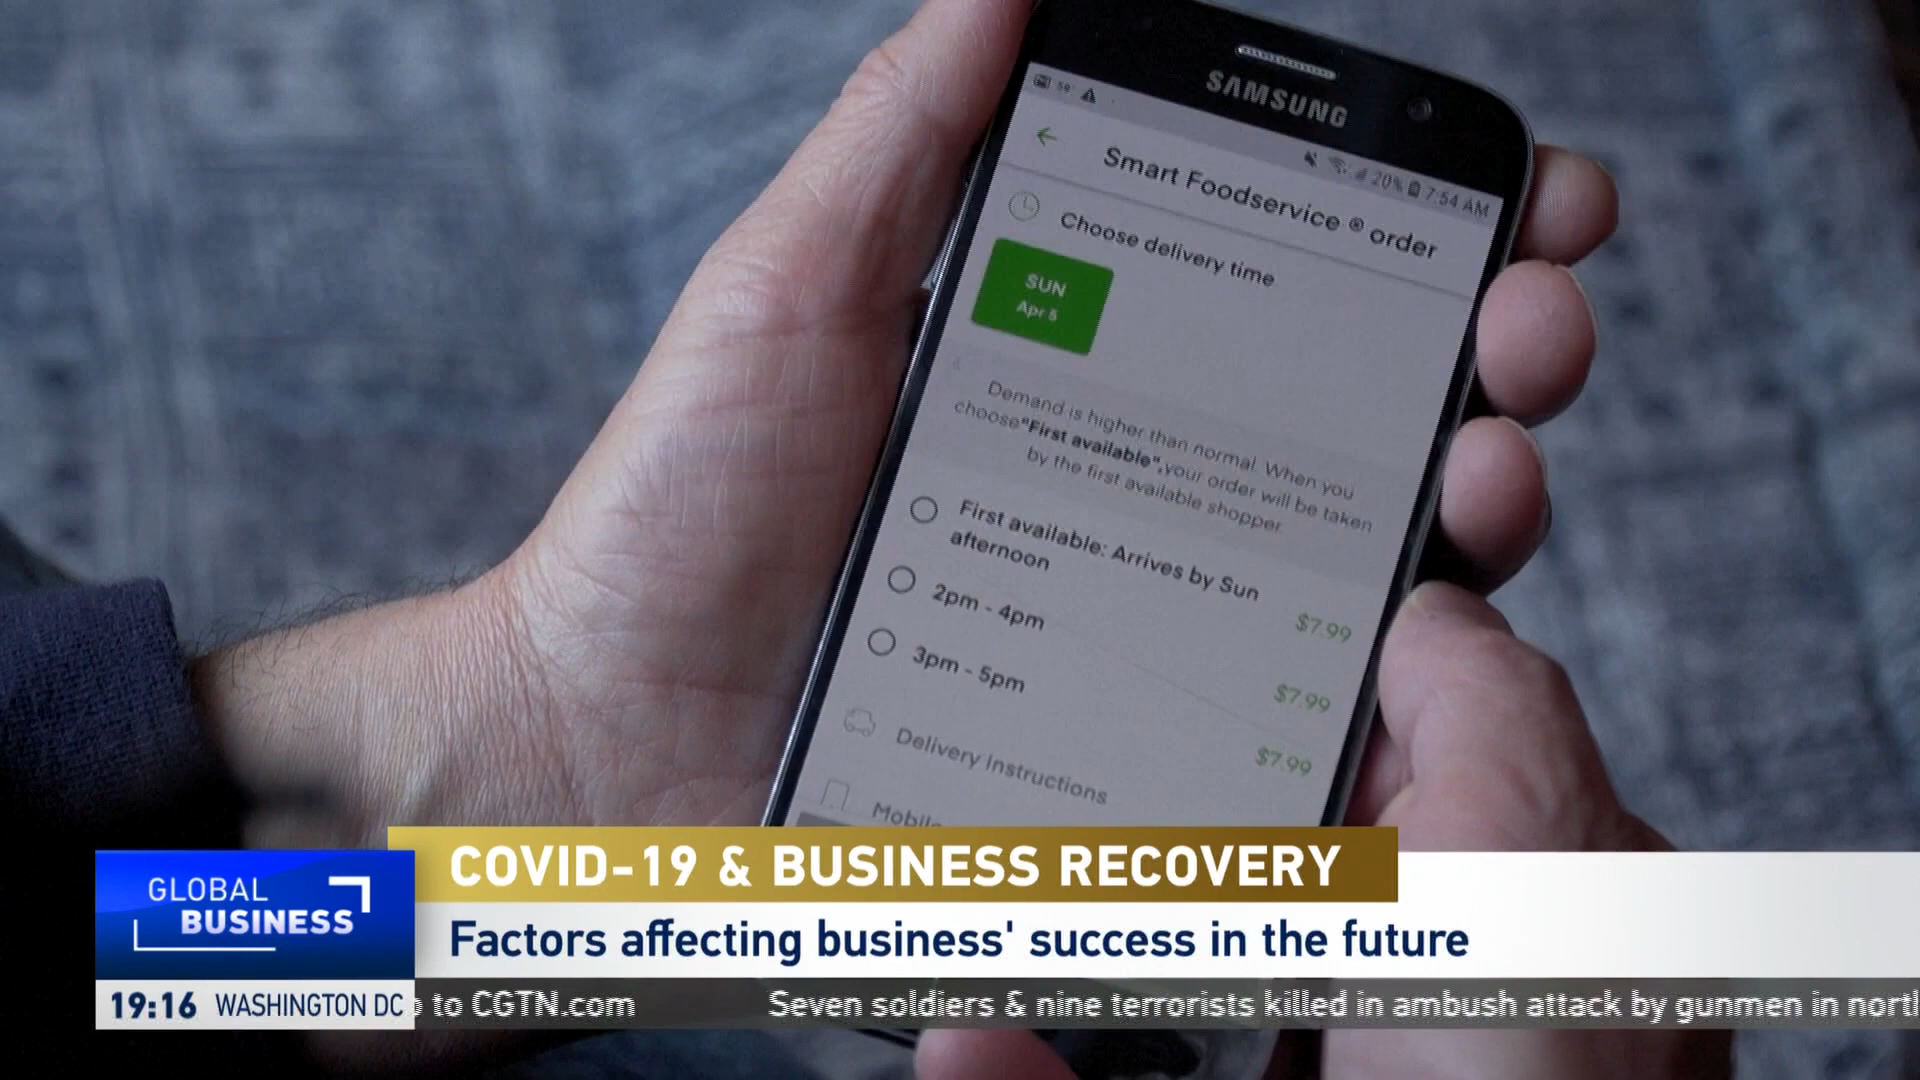 SAMSUNG
59°
20% 7:54 AM
Smart Foodservice ® order
Choose delivery time
SUN
Apr 5
Demand is higher than normal. When you
choose "First available", your order will be taken
by the first available shopper.
First available: Arrives by Sun
afternoon
$7.99
2pm - 4pm
$7.99
3pm - 5pm
$7.99
Delivery Instructions
Mobile
COVID-19 & BUSINESS RECOVERY
GLOBAL
BUSINESS
Factors affecting business' success in the future
19:16 WASHINGTON DC
to CGTN.com Seven soldiers & nine terrorists killed in ambush attack by gunmen in north